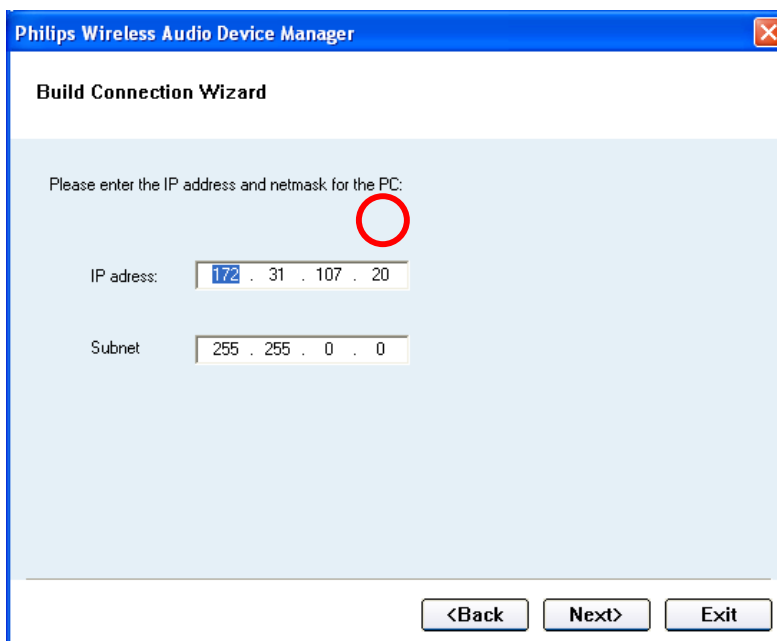 Philips Wireless Audio Device Manager
Build Connection Wizard
Please enter the IP address and netmask for the PC:
IP adress: 172 . 31 . 107 . 20
Subnet 255 . 255 . 0 . 0
<Back Next> Exit